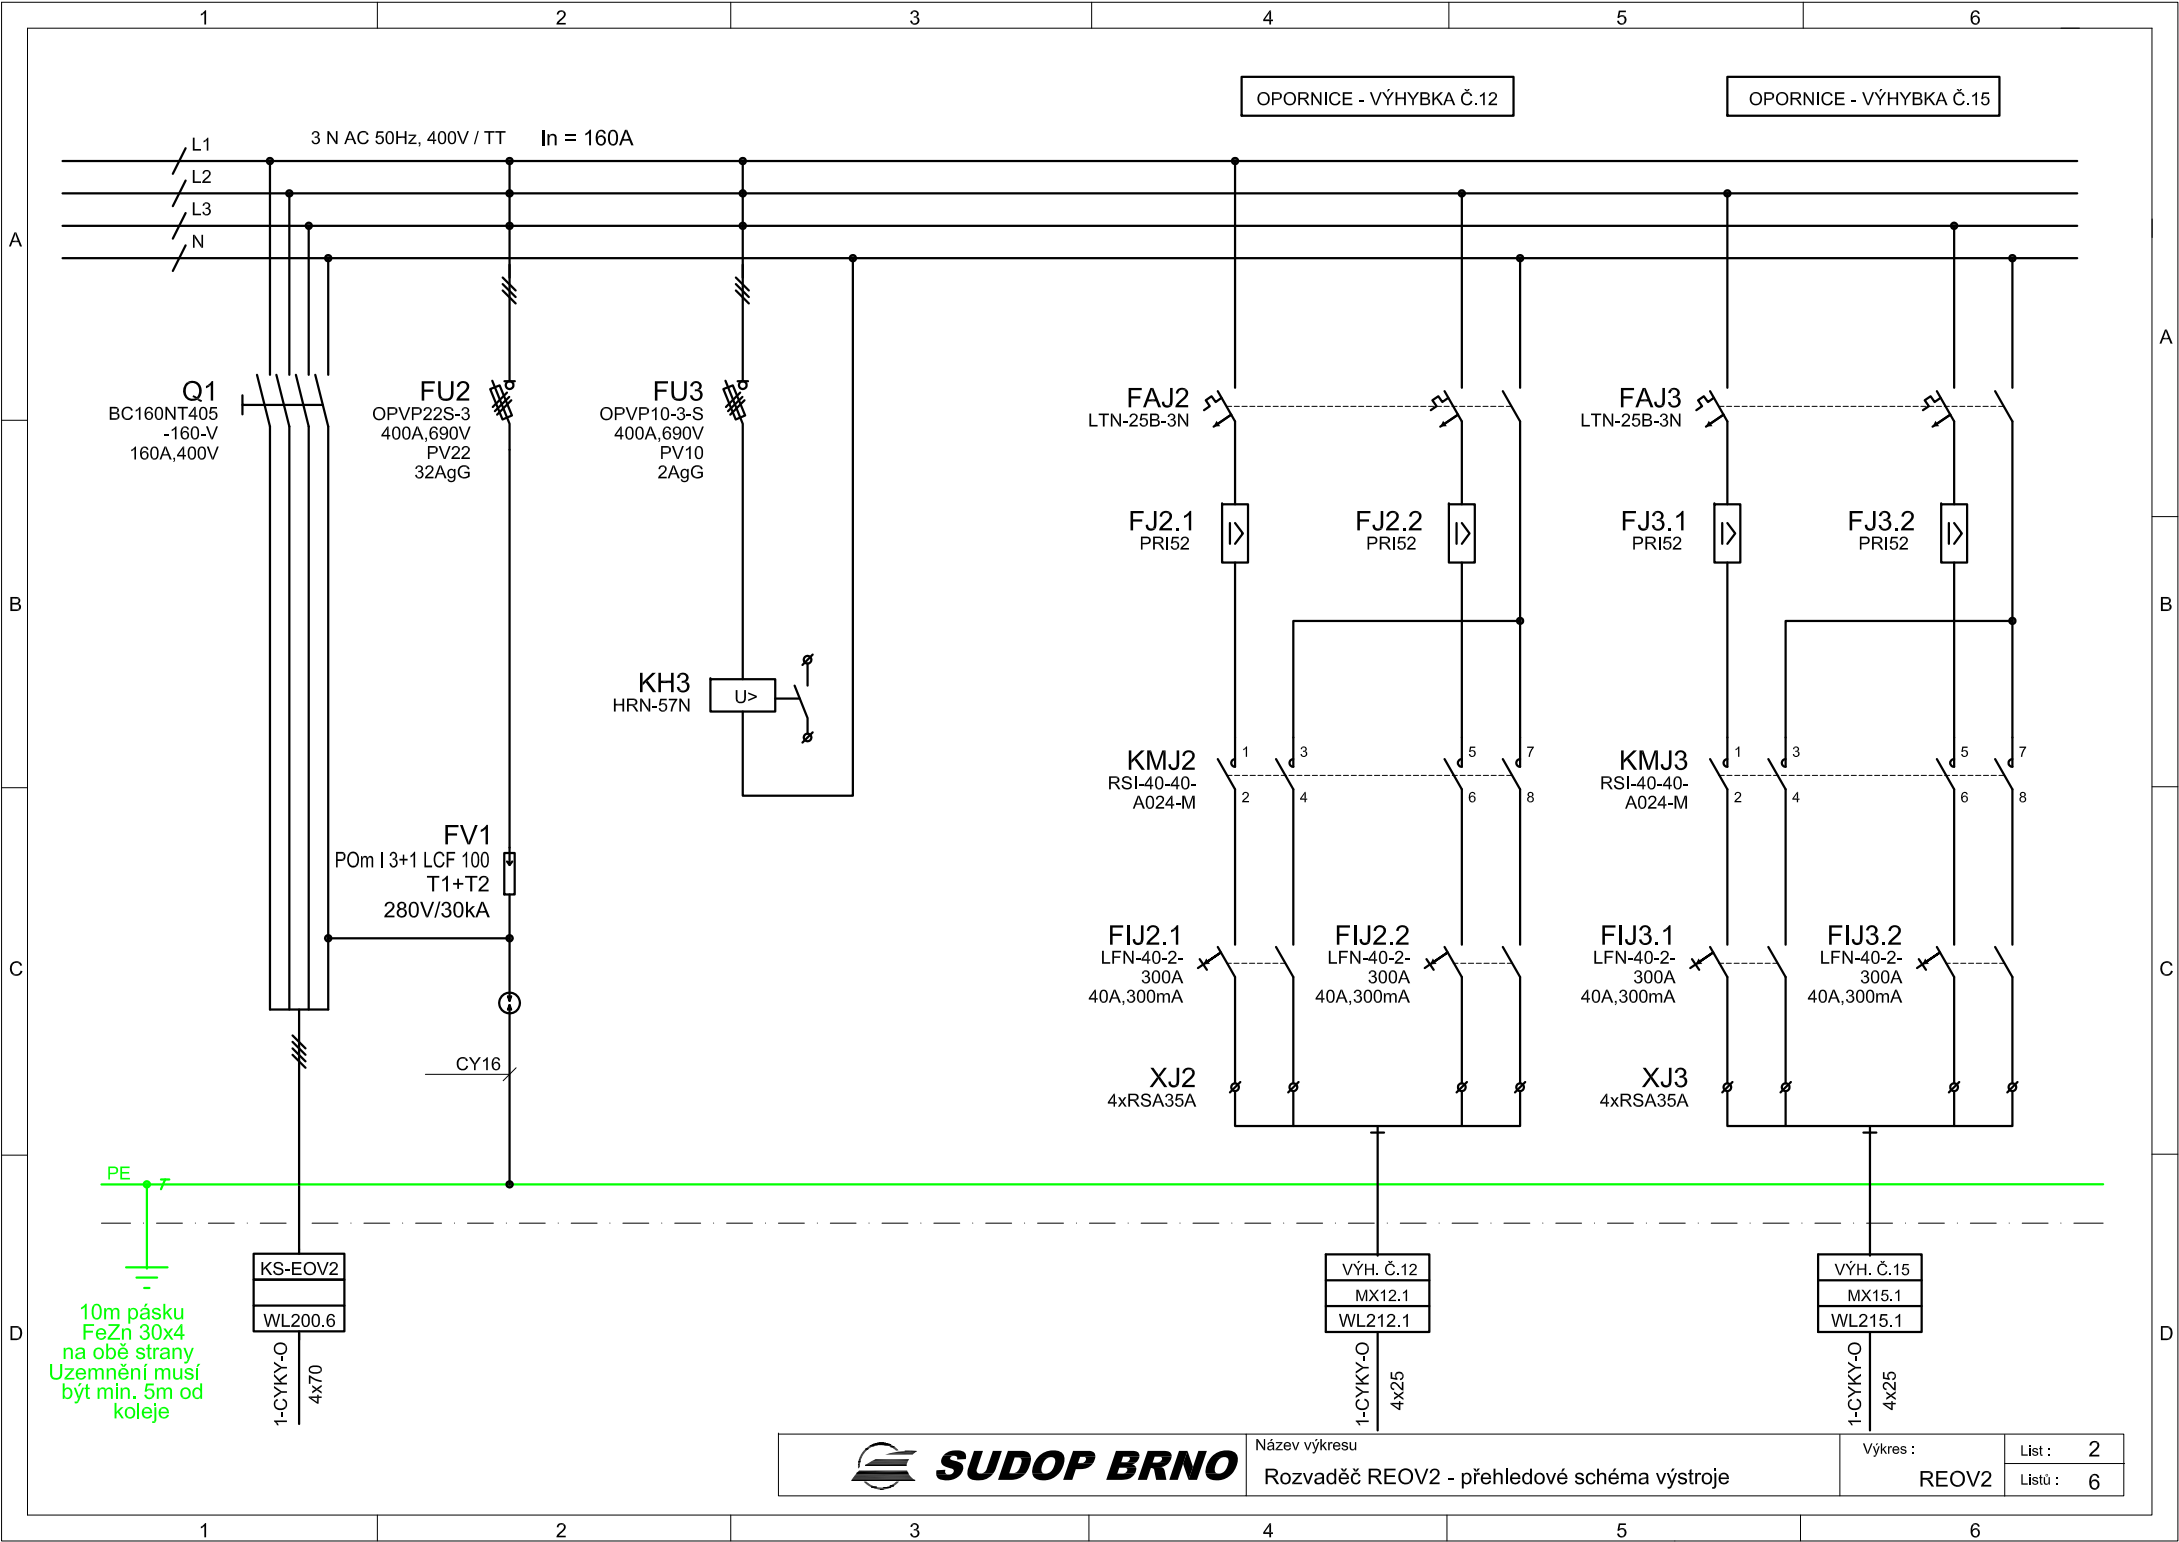 1 2 3 4 5 6
OPORNICE - VÝHYBKA Č.12
OPORNICE - VÝHYBKA Č.15
3 N AC 50Hz, 400V / TT In = 160A
L1
L2
L3
N
A
A
Q1
BC160NT405
-160-V
160A,400V
FU2
OPVP22S-3
400A,690V
PV22
32AgG
FU3
OPVP10-3-S
400A,690V
PV10
2AgG
FAJ2
LTN-25B-3N
FAJ3
LTN-25B-3N
FJ2.1
PRI52
FJ2.2
PRI52
FJ3.1
PRI52
FJ3.2
PRI52
B
B
KH3
HRN-57N
U>
KMJ2
RSI-40-40-
A024-M
1
2
3
4
5
6
7
8
KMJ3
RSI-40-40-
A024-M
1
2
3
4
5
6
7
8
FV1
POm I 3+1 LCF 100
T1+T2
280V/30kA
FIJ2.1
LFN-40-2-
300A
40A,300mA
FIJ2.2
LFN-40-2-
300A
40A,300mA
FIJ3.1
LFN-40-2-
300A
40A,300mA
FIJ3.2
LFN-40-2-
300A
40A,300mA
C
C
CY16
XJ2
4xRSA35A
XJ3
4xRSA35A
PE
10m pásku
FeZn 30x4
na obě strany
Uzemnění musí
být min. 5m od
koleje
KS-EOV2
WL200.6
1-CYKY-O
4x70
VÝH. Č.12
MX12.1
WL212.1
1-CYKY-O
4x25
VÝH. Č.15
MX15.1
WL215.1
1-CYKY-O
4x25
D
D
SUDOP BRNO
Název výkresu
Rozvaděč REOV2 - přehledové schéma výstroje
Výkres :
REOV2
List : 2
Listů : 6
1 2 3 4 5 6